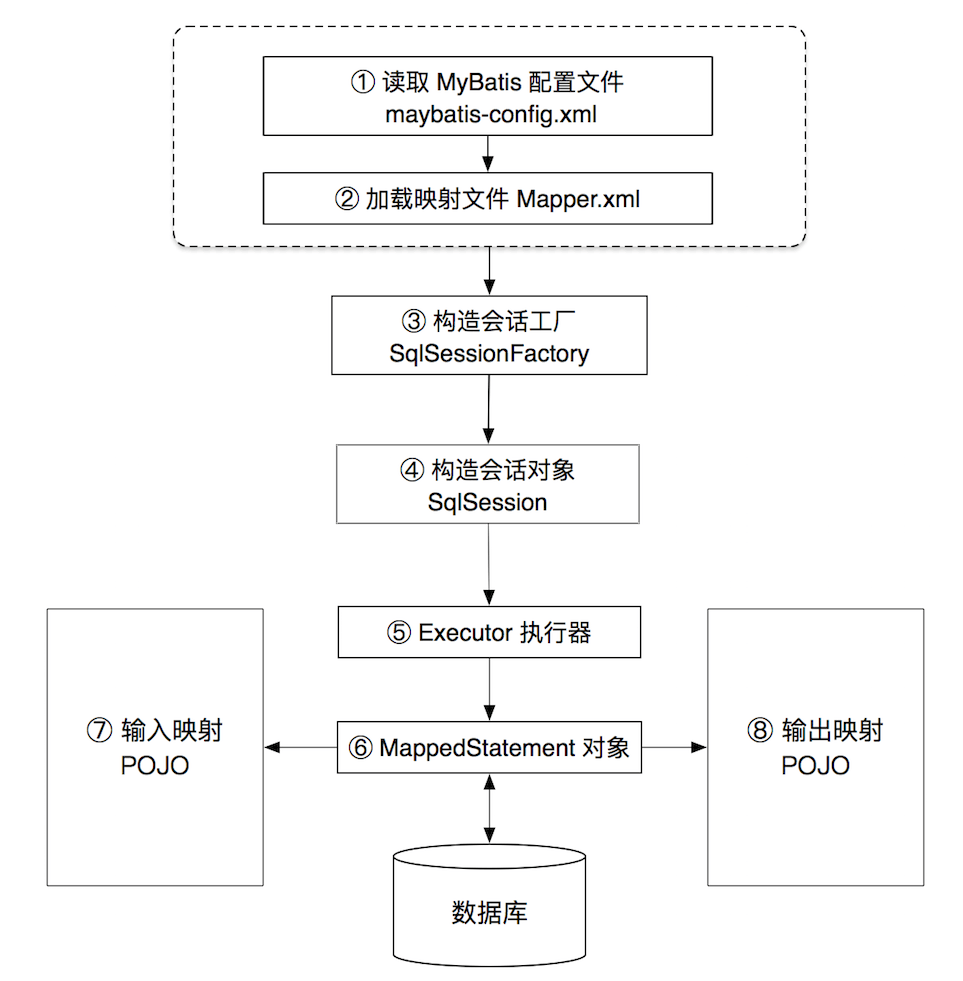 ① 读取 MyBatis 配置文件
maybatis-config.xml
② 加载映射文件 Mapper.xml
③ 构造会话工厂
SqlSessionFactory
④ 构造会话对象
SqlSession
⑤ Executor 执行器
⑦ 输入映射
POJO
⑥ MappedStatement 对象
⑧ 输出映射
POJO
数据库